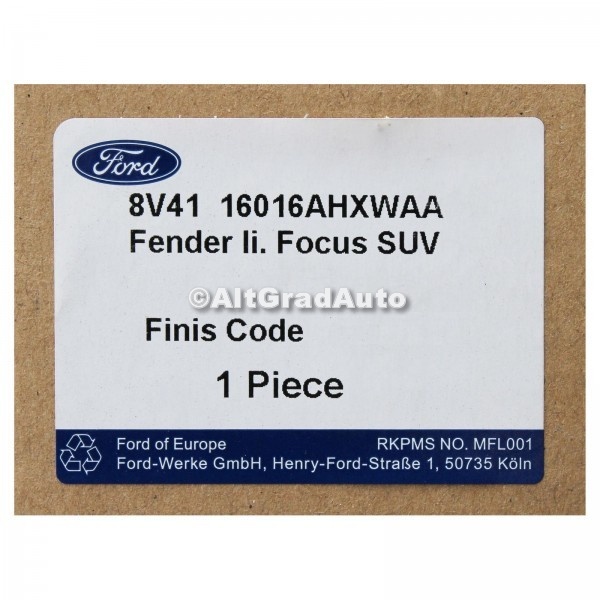 Ford
8V41 16016AHXWAA
Fender li. Focus SUV
©AltGradAuto
Finis Code
1 Piece
Ford of Europe RKPMS NO. MFL001
Ford-Werke GmbH, Henry-Ford-Straße 1, 50735 Köln